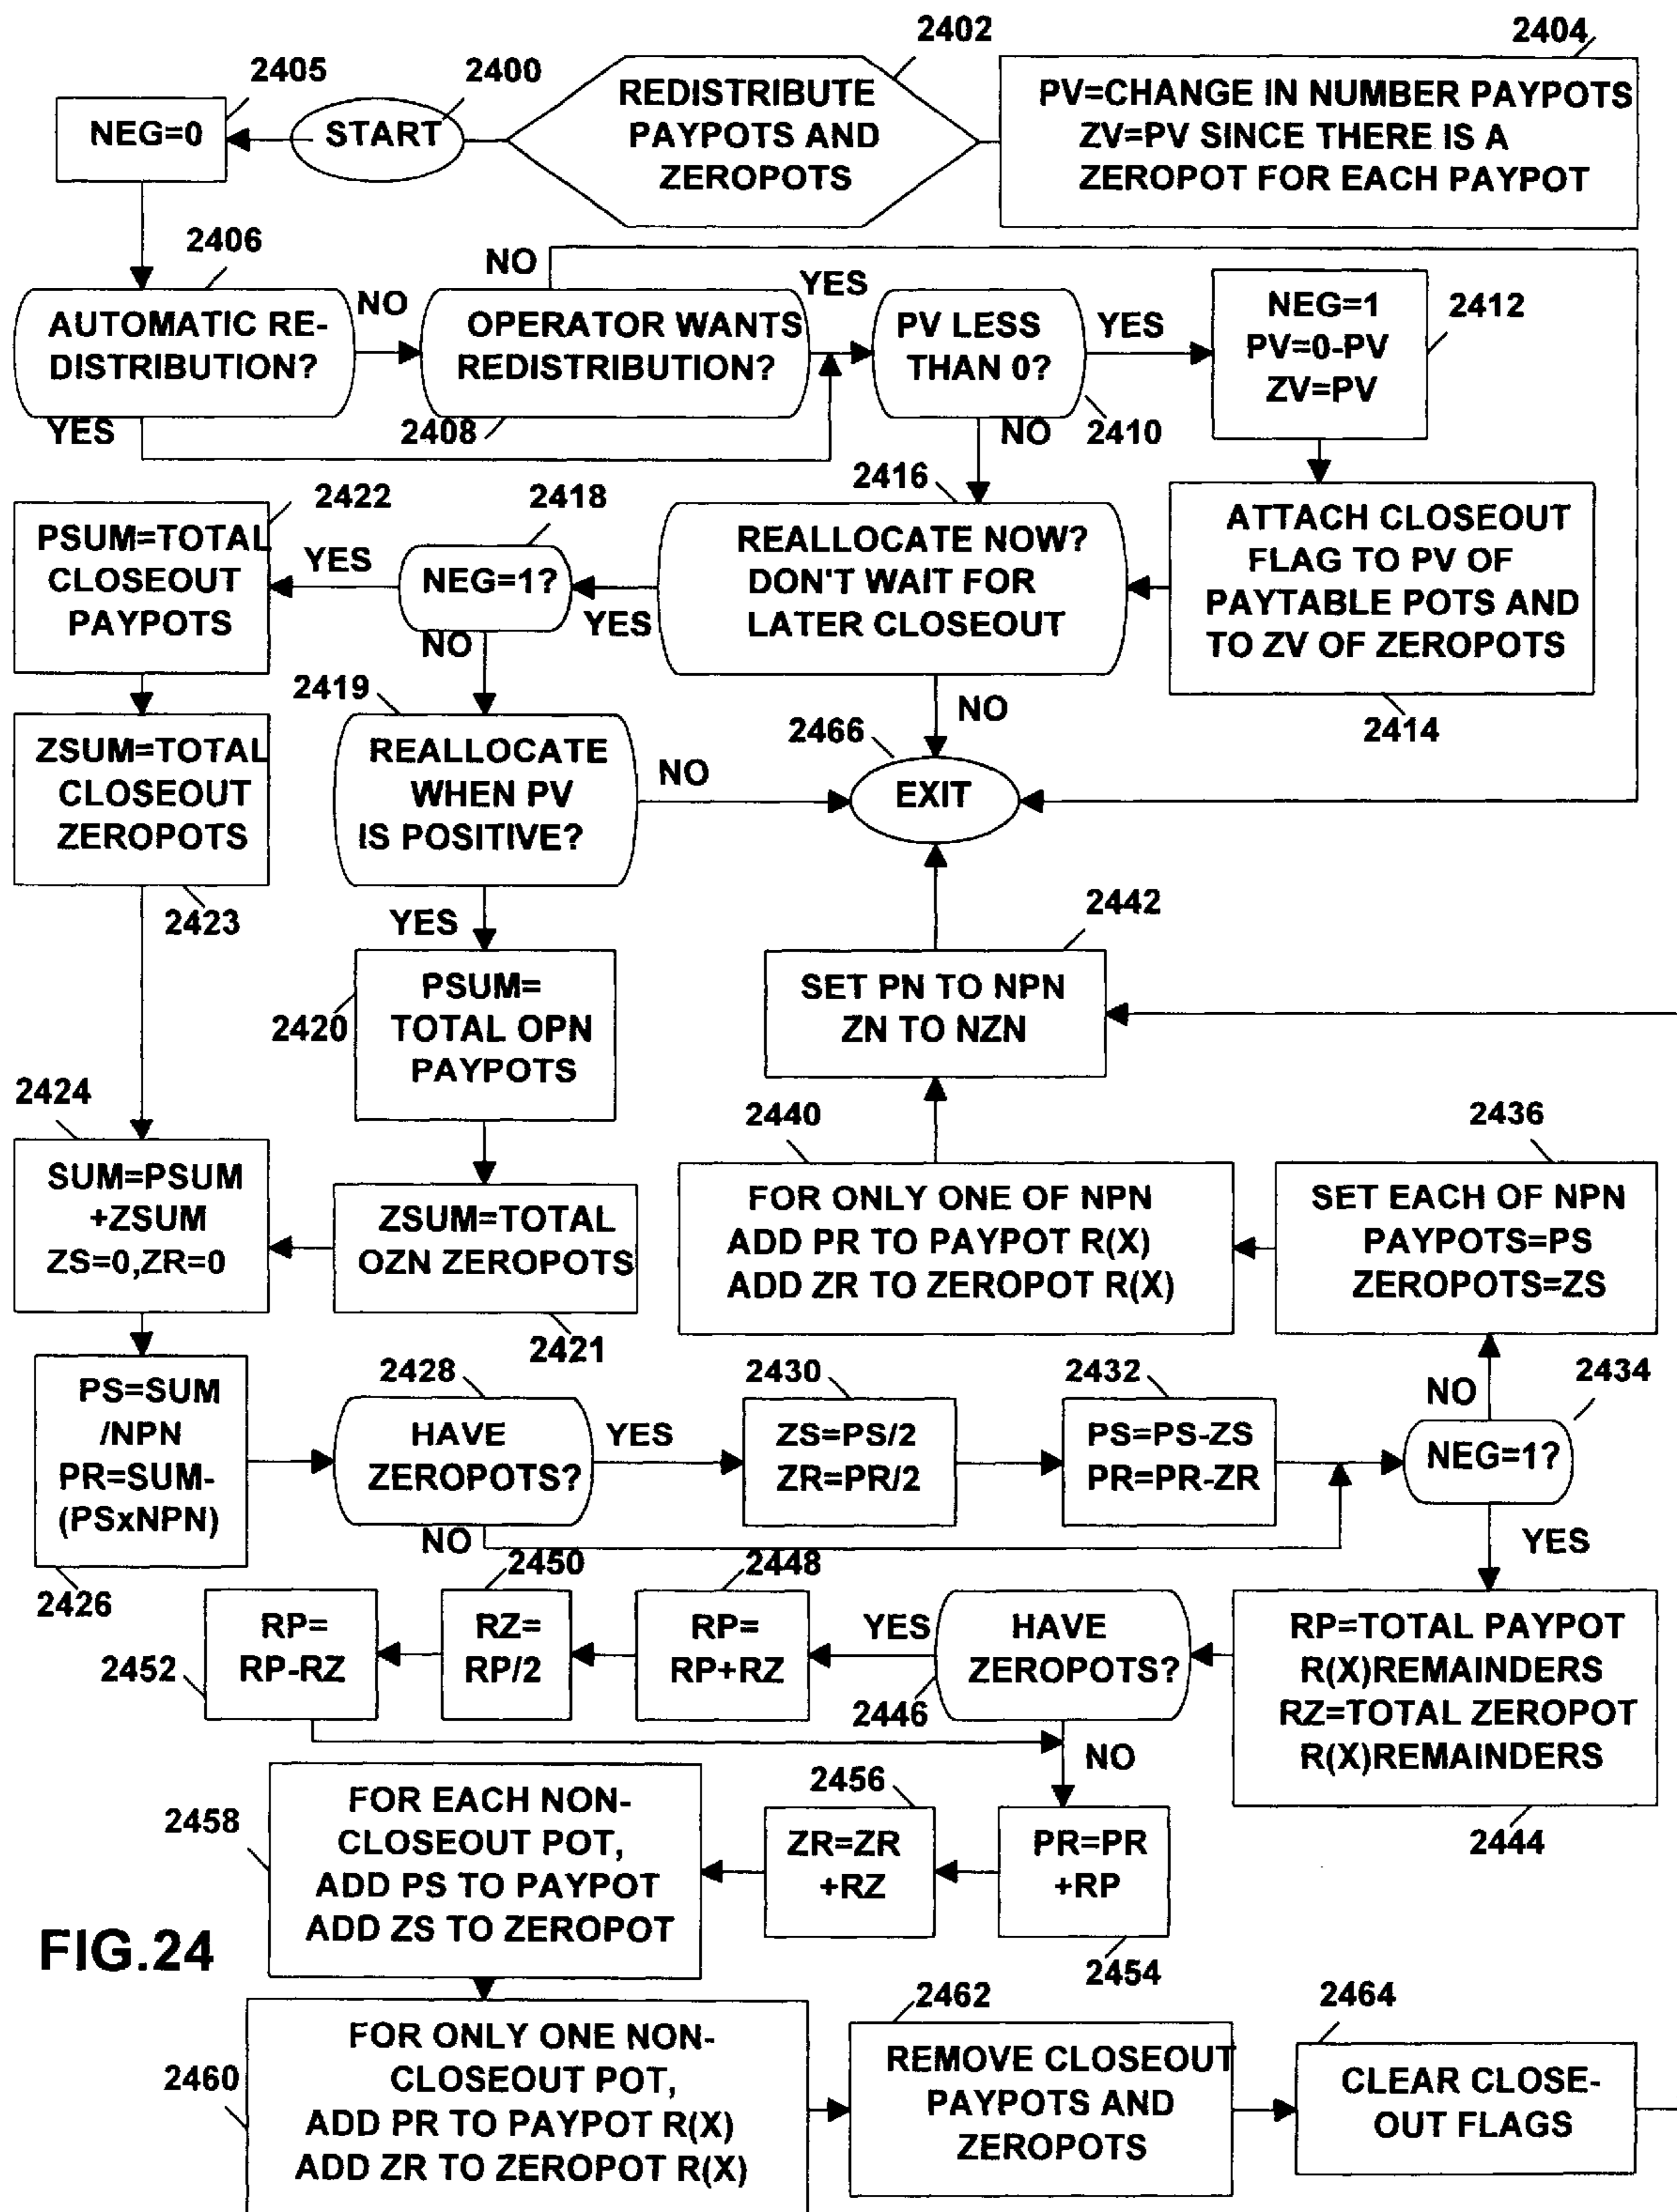 2402
2404
2405
2400
NEG=0
START
REDISTRIBUTE
PAYPOTS AND
ZEROPOTS
PV=CHANGE IN NUMBER PAYPOTS
ZV=PV SINCE THERE IS A
ZEROPOT FOR EACH PAYPOT
2406
NO
YES
AUTOMATIC RE-
DISTRIBUTION?
NO
OPERATOR WANTS
REDISTRIBUTION?
PV LESS
THAN 0?
YES
NEG=1
PV=0-PV
ZV=PV
2412
YES
2408
NO
2410
2422
2418
2416
PSUM=TOTAL
CLOSEOUT
PAYPOTS
YES
NEG=1?
NO
YES
REALLOCATE NOW?
DON'T WAIT FOR
LATER CLOSEOUT
ATTACH CLOSEOUT
FLAG TO PV OF
PAYTABLE POTS AND
TO ZV OF ZEROPOTS
2419
2466
NO
2414
ZSUM=TOTAL
CLOSEOUT
ZEROPOTS
REALLOCATE
WHEN PV
IS POSITIVE?
NO
EXIT
2423
YES
2442
2420
PSUM=
TOTAL OPN
PAYPOTS
SET PN TO NPN
ZN TO NZN
2424
2440
2436
SUM=PSUM
+ZSUM
ZS=0,ZR=0
ZSUM=TOTAL
OZN ZEROPOTS
FOR ONLY ONE OF NPN
ADD PR TO PAYPOT R(X)
ADD ZR TO ZEROPOT R(X)
SET EACH OF NPN
PAYPOTS=PS
ZEROPOTS=ZS
2421
2428
2430
2432
NO
2434
PS=SUM
/NPN
PR=SUM-
(PSxNPN)
HAVE
ZEROPOTS?
YES
ZS=PS/2
ZR=PR/2
PS=PS-ZS
PR=PR-ZR
NEG=1?
NO
YES
2426
2450
2448
2452
RP=
RP-RZ
RZ=
RP/2
RP=
RP+RZ
YES
HAVE
ZEROPOTS?
2446
RP=TOTAL PAYPOT
R(X)REMAINDERS
RZ=TOTAL ZEROPOT
R(X)REMAINDERS
NO
2444
2458
FOR EACH NON-
CLOSEOUT POT,
ADD PS TO PAYPOT
ADD ZS TO ZEROPOT
2456
ZR=ZR
+RZ
PR=PR
+RP
2454
FIG.24
2460
FOR ONLY ONE NON-
CLOSEOUT POT,
ADD PR TO PAYPOT R(X)
ADD ZR TO ZEROPOT R(X)
2462
REMOVE CLOSEOUT
PAYPOTS AND
ZEROPOTS
2464
CLEAR CLOSE-
OUT FLAGS